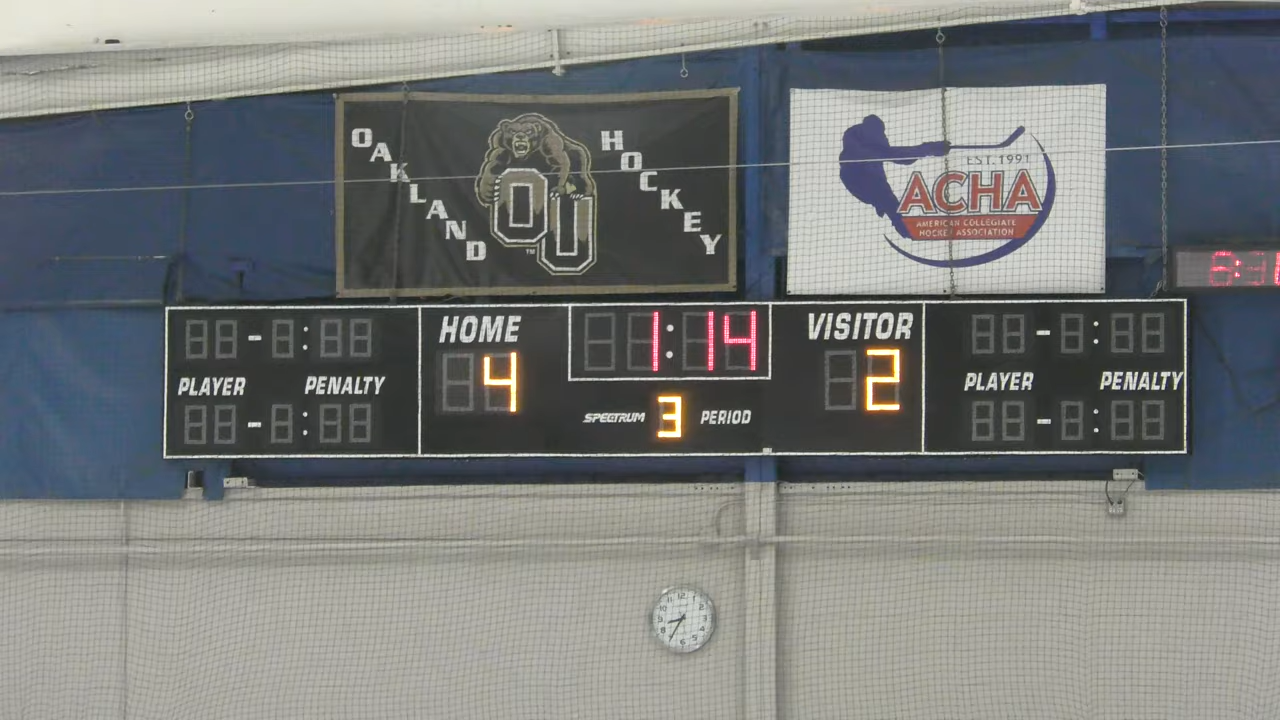 OAKLAND
HOCKEY
OU
TM
EST. 1991
ACHA
AMERICAN COLLEGIATE
HOCKEY ASSOCIATION
HOME
1:14
VISITOR
4
2
PLAYER PENALTY
SPECTRUM 3 PERIOD
PLAYER PENALTY